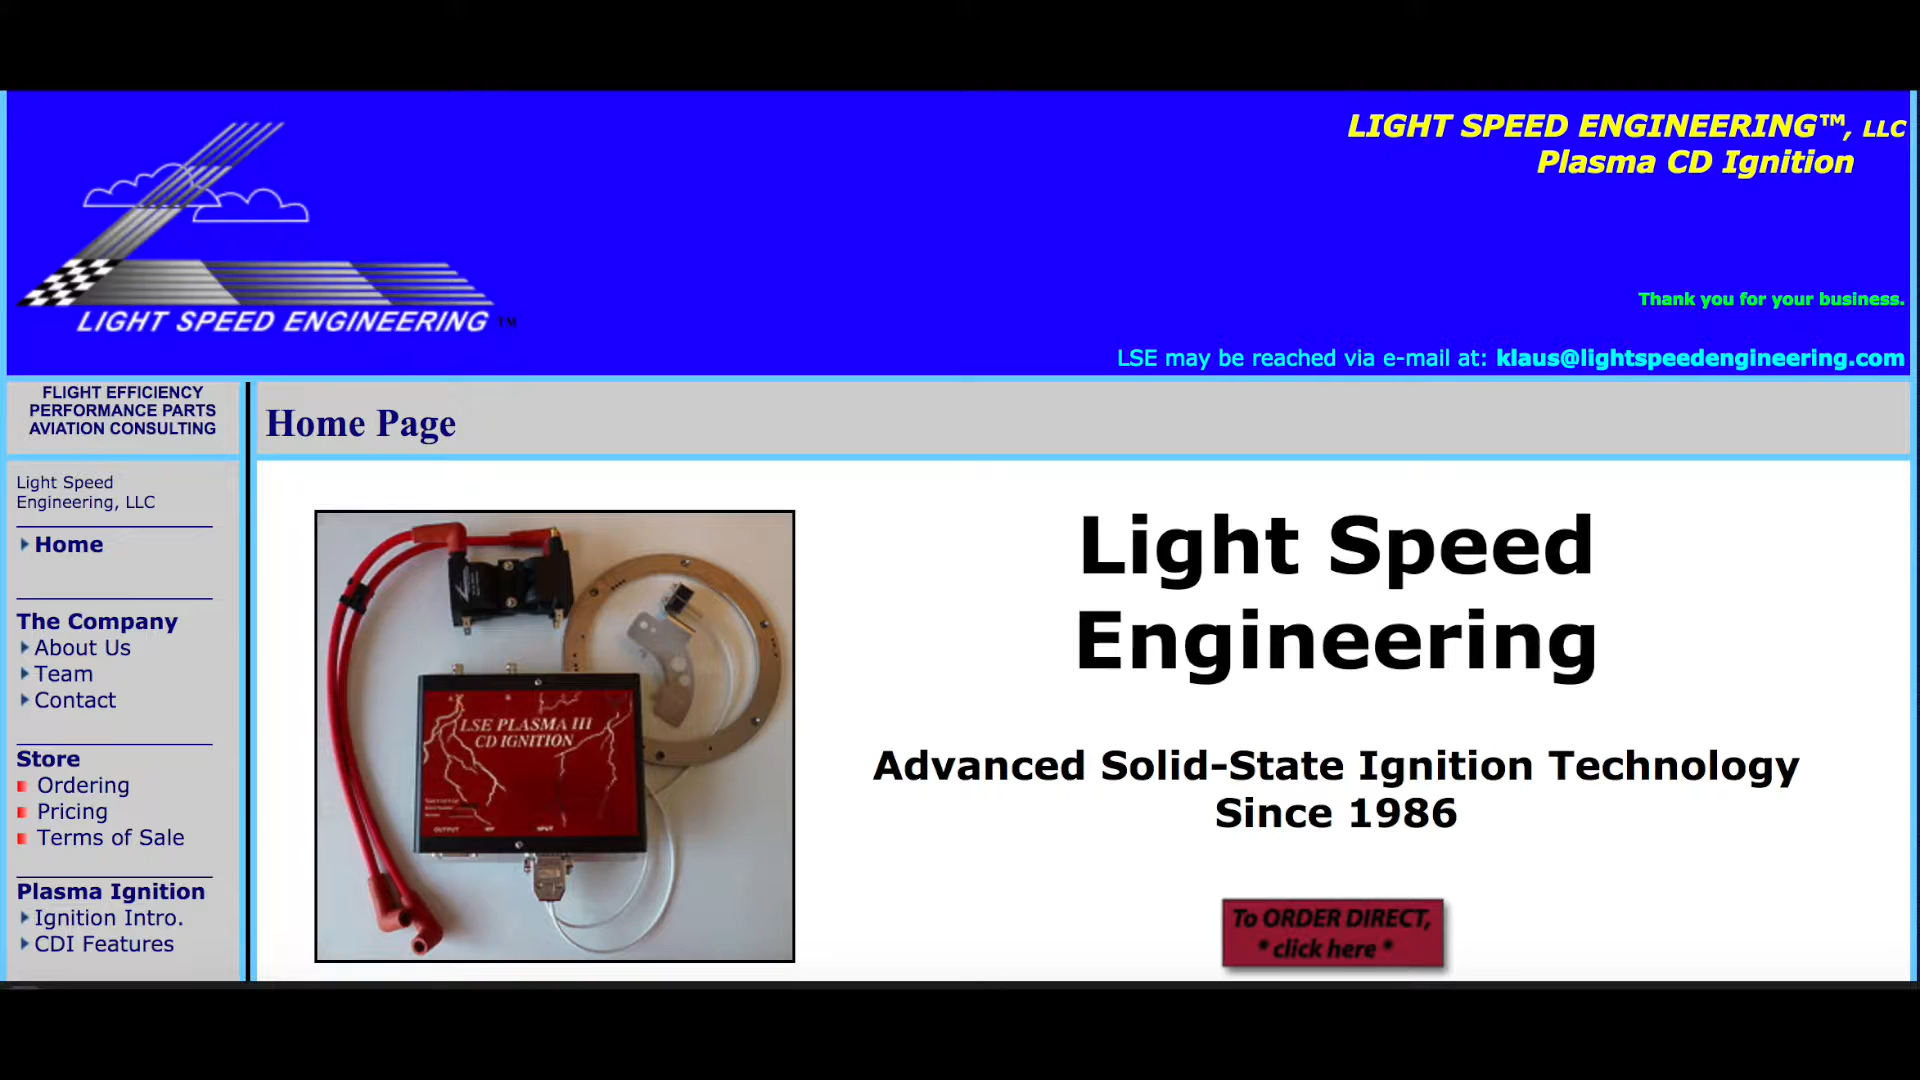 LIGHT SPEED ENGINEERING™, LLC
Plasma CD Ignition
LIGHT SPEED ENGINEERING ™
Thank you for your business.
LSE may be reached via e-mail at: klaus@lightspeedengineering.com
FLIGHT EFFICIENCY
PERFORMANCE PARTS
AVIATION CONSULTING
Home Page
Light Speed
Engineering, LLC
Home
The Company
About Us
Team
Contact
Store
Ordering
Pricing
Terms of Sale
Plasma Ignition
Ignition Intro.
CDI Features
LSE PLASMA III
CD IGNITION
OUTPUT
INPUT
Light Speed
Engineering
Advanced Solid-State Ignition Technology
Since 1986
To ORDER DIRECT,
* click here *